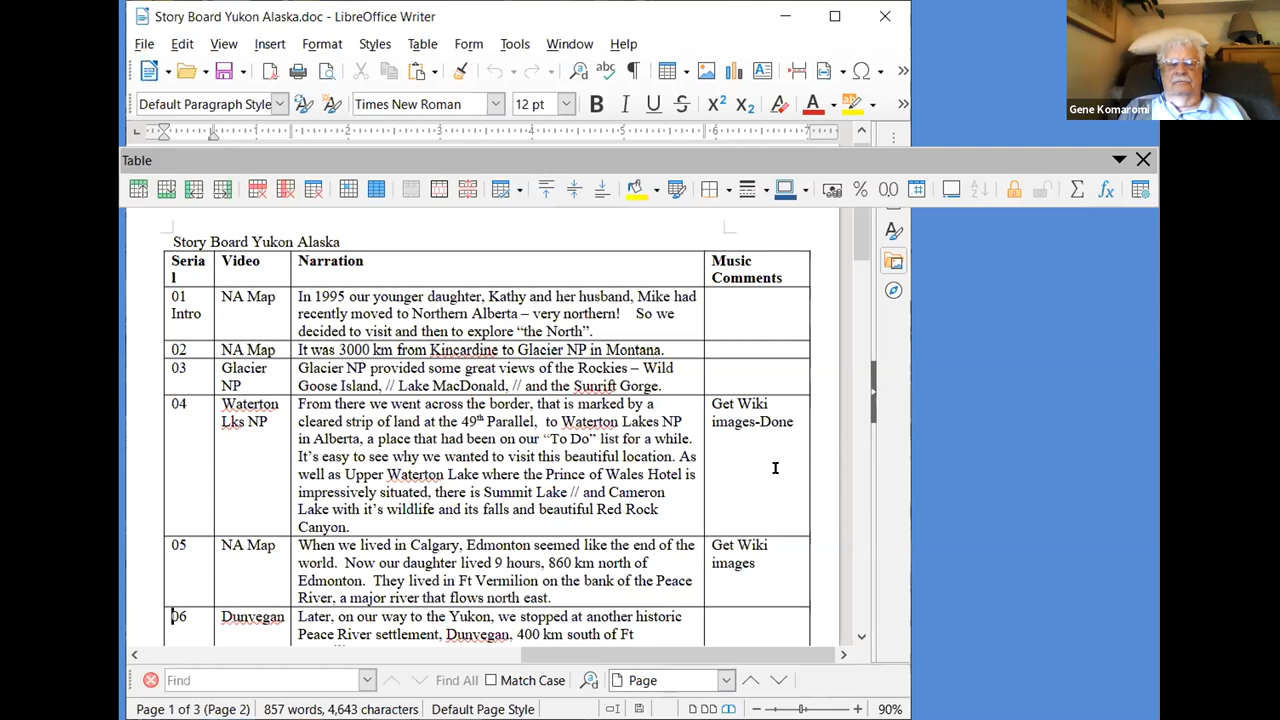 Story Board Yukon Alaska.doc - LibreOffice Writer
File Edit View Insert Format Styles Table Form Tools Window Help
Default Paragraph Style Times New Roman 12 pt
1 2 3 4 5 6 7
Table
Story Board Yukon Alaska
Seria
l
Video
Narration
Music
Comments
01
Intro
NA Map
In 1995 our younger daughter, Kathy and her husband, Mike had
recently moved to Northern Alberta – very northern! So we
decided to visit and then to explore “the North”.
02
NA Map
It was 3000 km from Kincardine to Glacier NP in Montana.
03
Glacier
NP
Glacier NP provided some great views of the Rockies – Wild
Goose Island, // Lake MacDonald, // and the Sunrift Gorge.
04
Waterton
Lks NP
From there we went across the border, that is marked by a
cleared strip of land at the 49th Parallel, to Waterton Lakes NP
in Alberta, a place that had been on our “To Do” list for a while.
It’s easy to see why we wanted to visit this beautiful location. As
well as Upper Waterton Lake where the Prince of Wales Hotel is
impressively situated, there is Summit Lake // and Cameron
Lake with it’s wildlife and its falls and beautiful Red Rock
Canyon.
Get Wiki
images-Done
05
NA Map
When we lived in Calgary, Edmonton seemed like the end of the
world. Now our daughter lived 9 hours, 860 km north of
Edmonton. They lived in Ft Vermilion on the bank of the Peace
River, a major river that flows north east.
Get Wiki
images
06
Dunvegan
Later, on our way to the Yukon, we stopped at another historic
Peace River settlement, Dunvegan, 400 km south of Ft
Find Find All Match Case Page
Page 1 of 3 (Page 2) 857 words, 4,643 characters Default Page Style 90%
Gene Komaromi